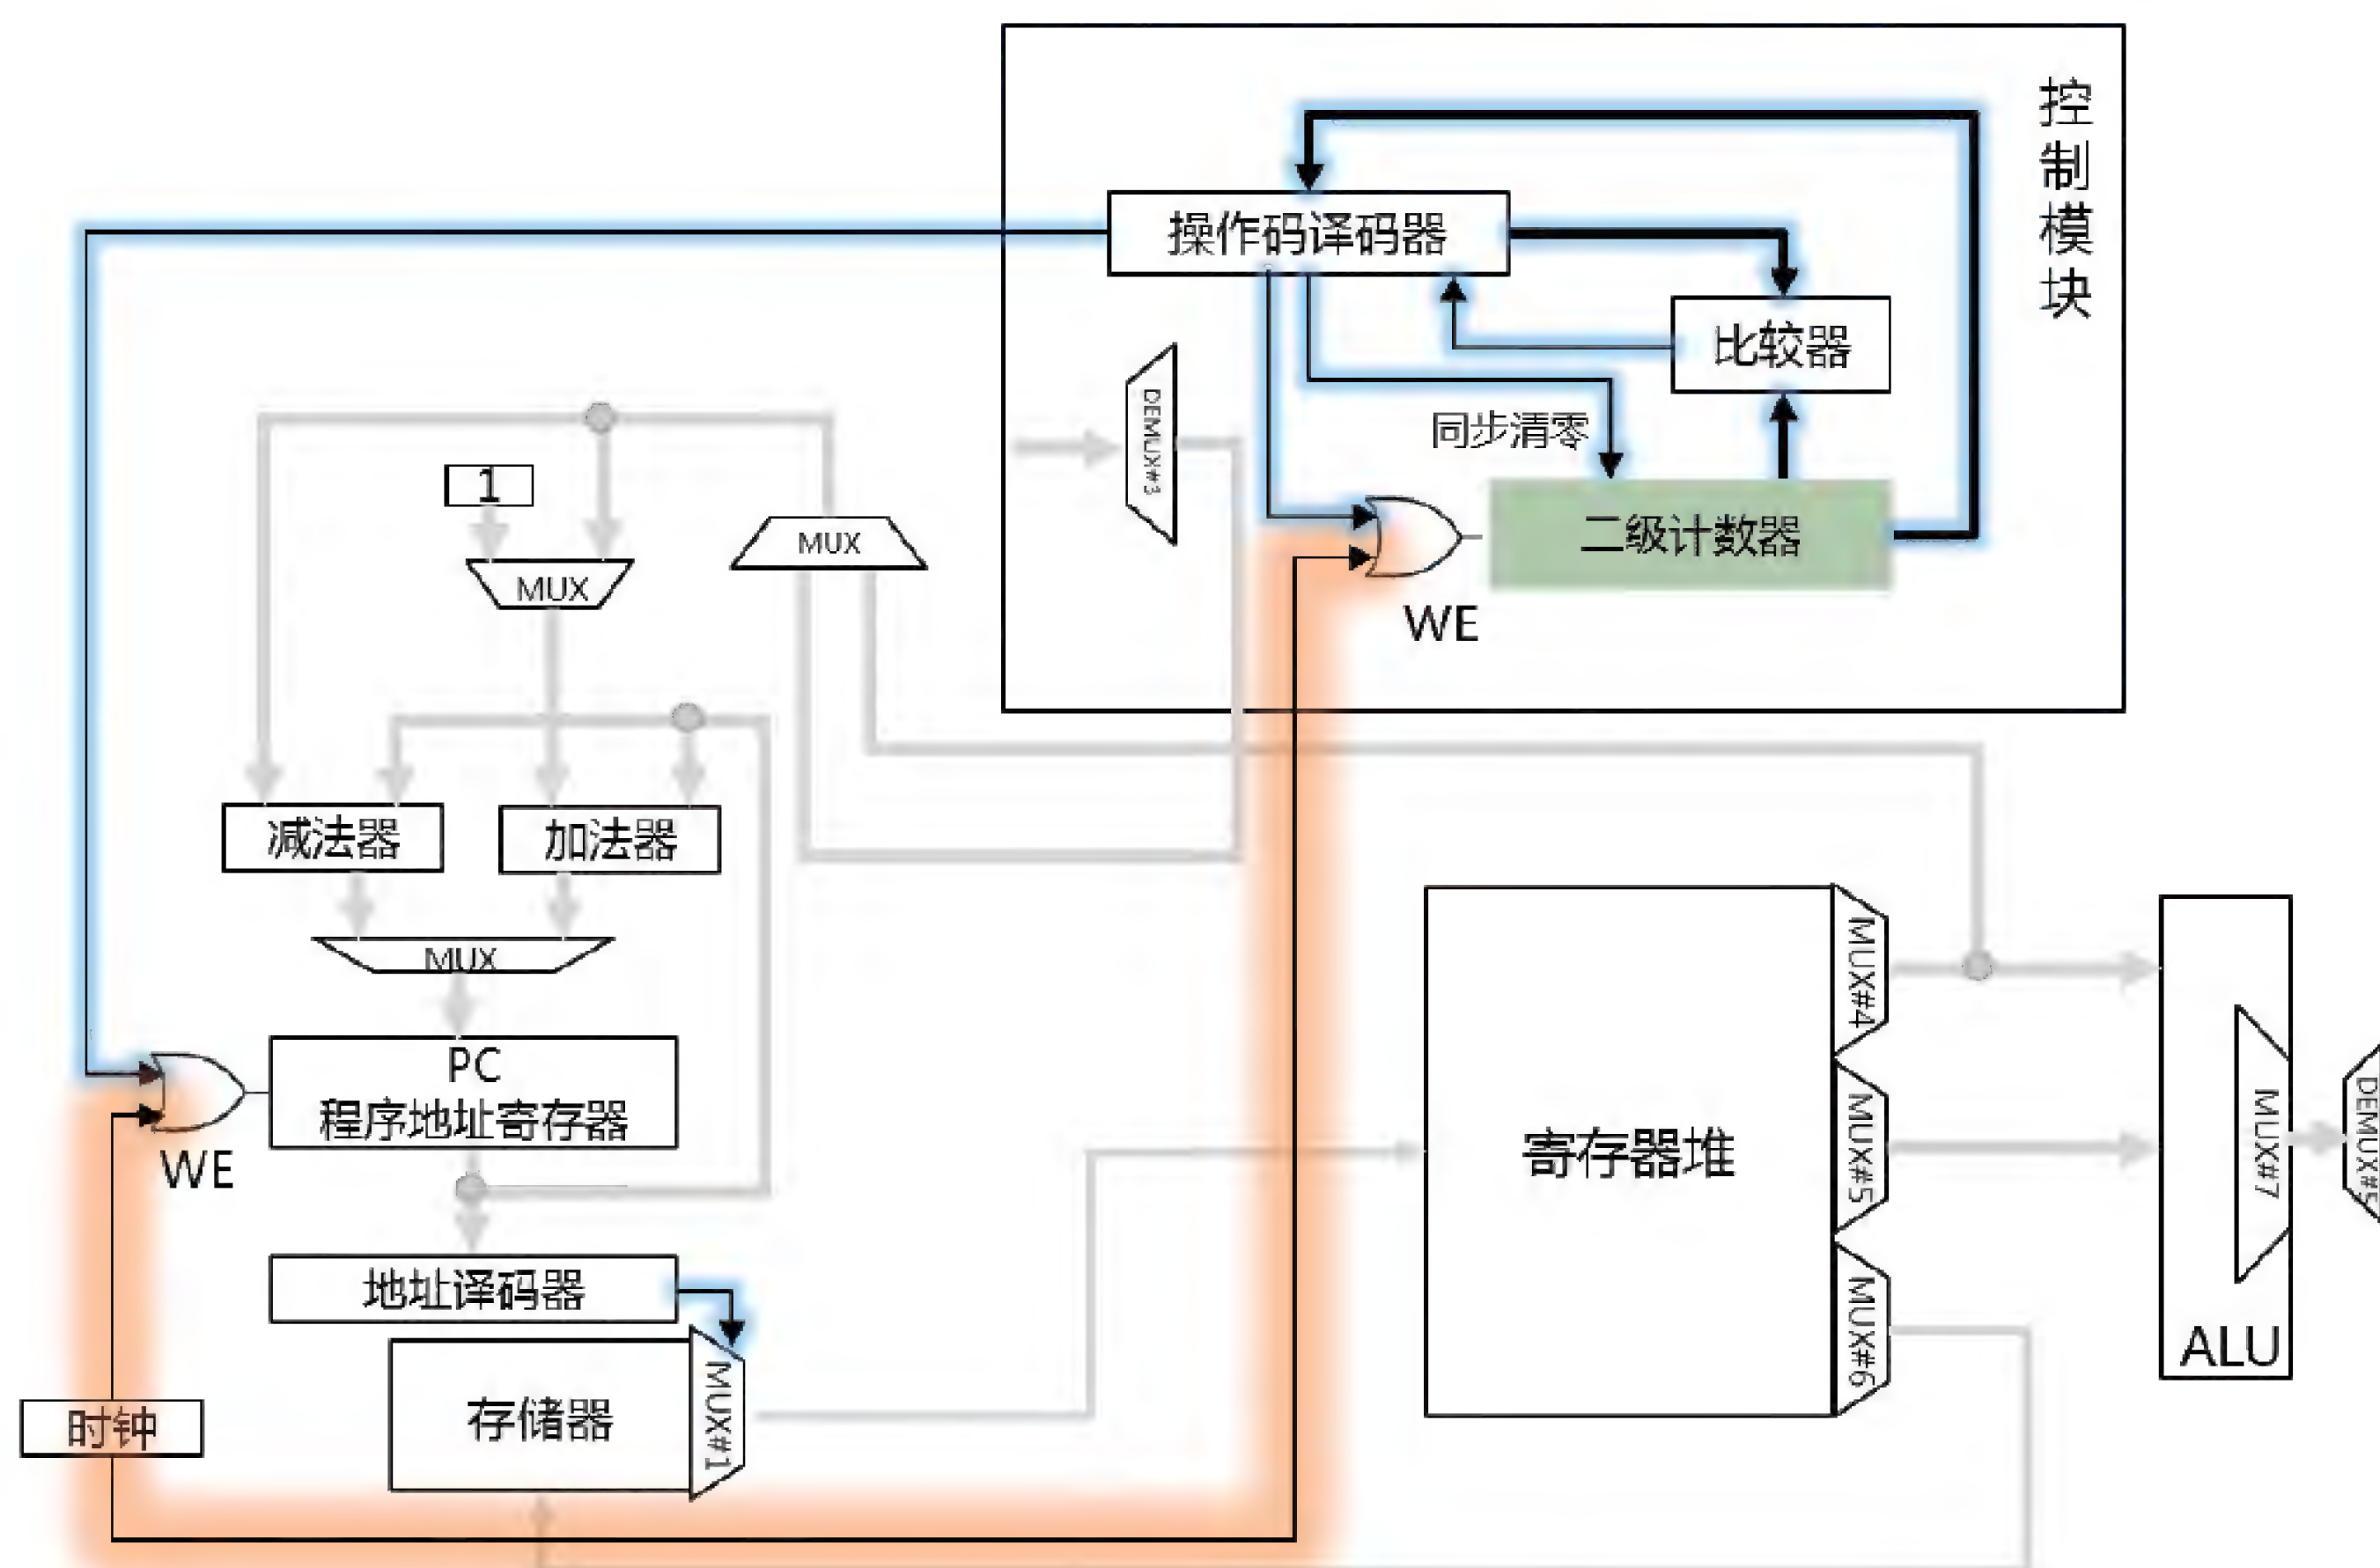 控制模块
操作码译码器
比较器
DEMUX#3
同步清零
1
MUX
二级计数器
MUX
WE
减法器
加法器
MUX
MUX#4
PC
程序地址寄存器
WE
寄存器堆
MUX#5
MUX#7
DEMUX#5
地址译码器
MUX#6
ALU
存储器
MUX#1
时钟